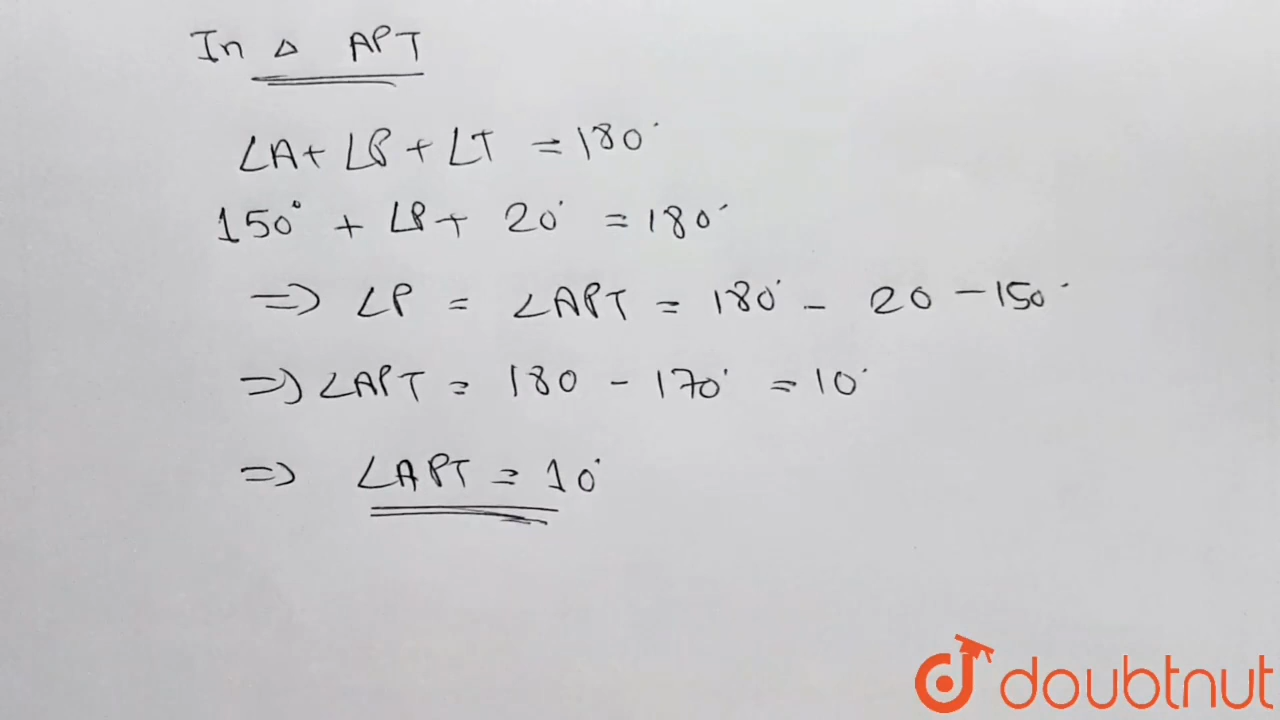 In △ APT
∠A+ ∠P + ∠T = 180°
150° + ∠P + 20° = 180°
=> ∠P = ∠APT = 180° - 20 - 150°
=> ∠APT = 180 - 170° = 10°
=> ∠APT = 10°
doubtnut